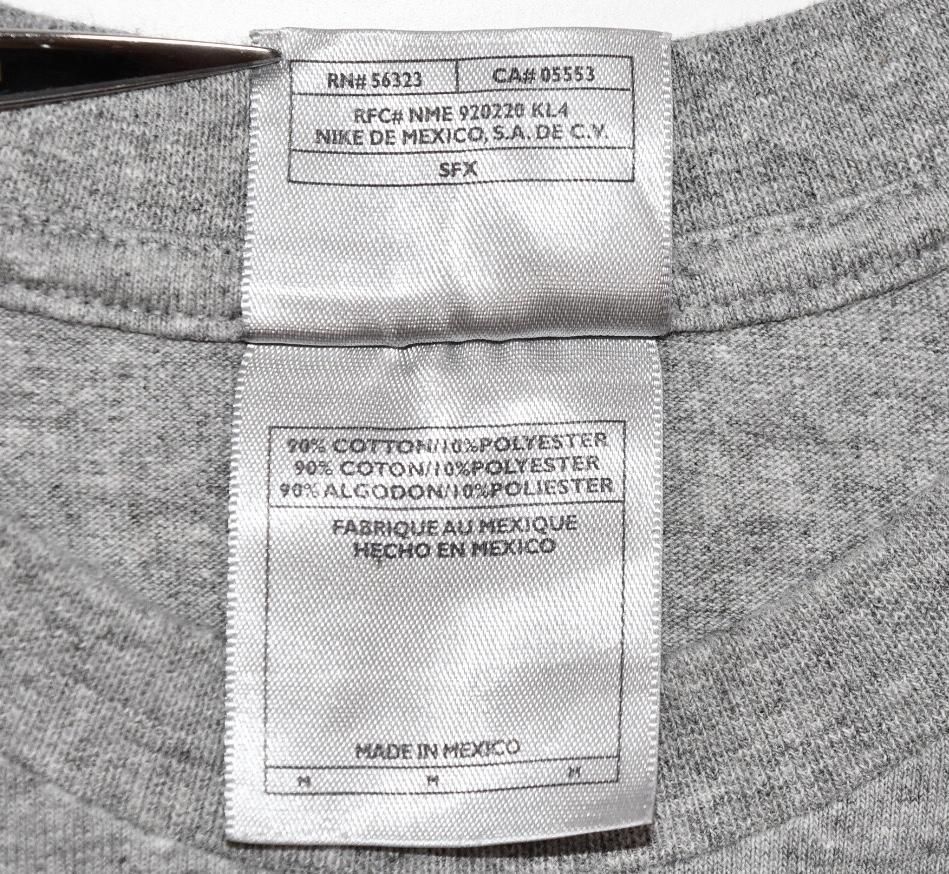 RN# 56323 CA# 05553
RFC# NME 920220 KL4
NIKE DE MEXICO, S.A. DE C.V.
SFX
90% COTTON/10%POLYESTER
90% COTON/10%POLYESTER
90% ALGODON/10%POLIESTER
FABRIQUE AU MEXIQUE
HECHO EN MEXICO
MADE IN MEXICO
M M M